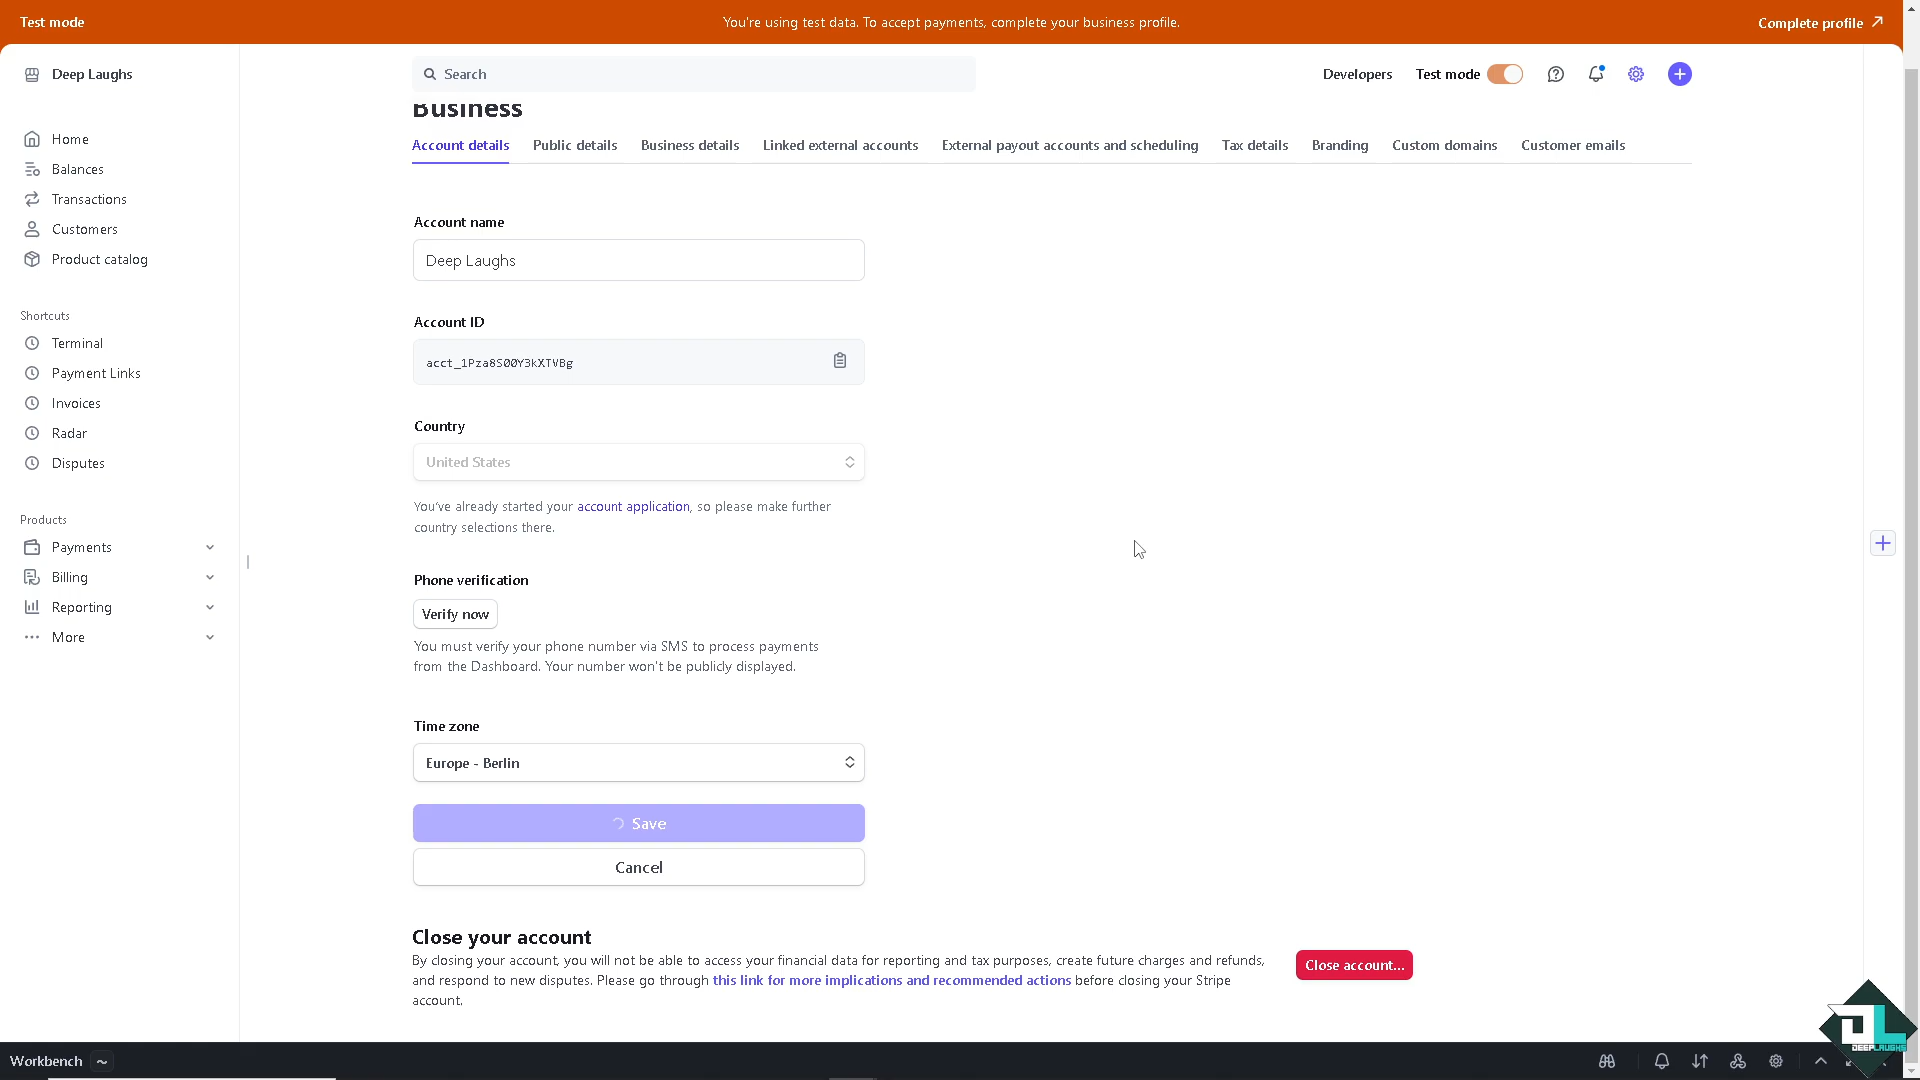 Test mode
You're using test data. To accept payments, complete your business profile.
Complete profile
Deep Laughs
Search
Developers
Test mode
Home
Balances
Transactions
Customers
Product catalog
Shortcuts
Terminal
Payment Links
Invoices
Radar
Disputes
Products
Payments
Billing
Reporting
More
Business
Account details
Public details
Business details
Linked external accounts
External payout accounts and scheduling
Tax details
Branding
Custom domains
Customer emails
Account name
Deep Laughs
Account ID
acct_1Pza8S00Y3kXTVBg
Country
United States
You've already started your account application, so please make further
country selections there.
Phone verification
Verify now
You must verify your phone number via SMS to process payments
from the Dashboard. Your number won't be publicly displayed.
Time zone
Europe - Berlin
Save
Cancel
Close your account
By closing your account, you will not be able to access your financial data for reporting and tax purposes, create future charges and refunds,
and respond to new disputes. Please go through this link for more implications and recommended actions before closing your Stripe
account.
Close account...
Workbench
DL
DEEPLAUGHS